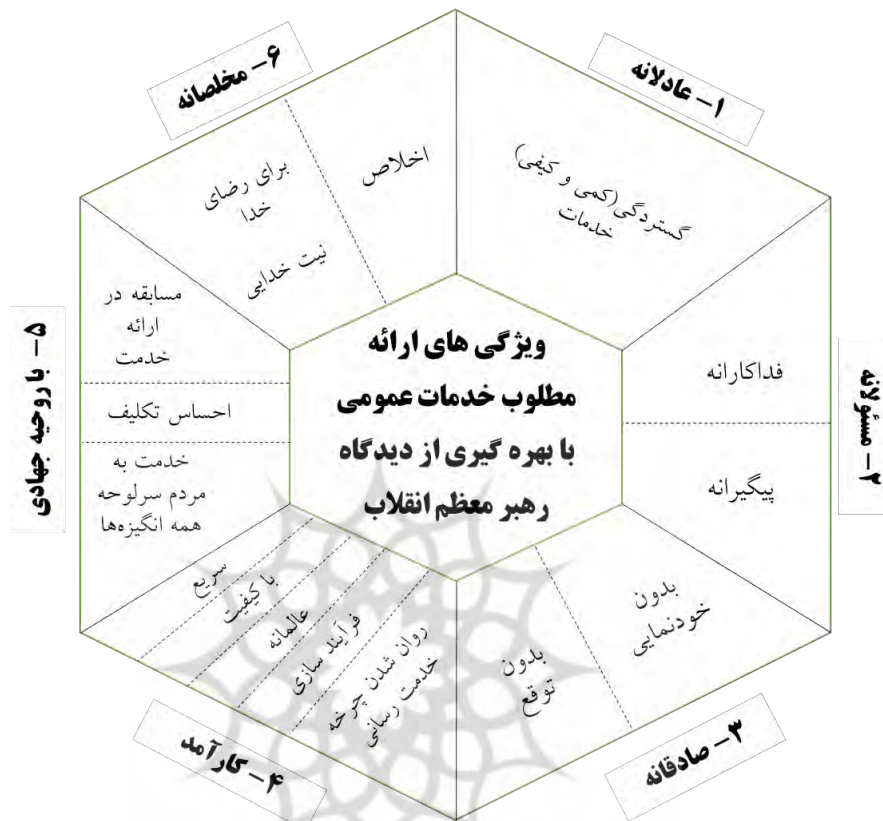 ۱- عادلانه
گستردگی(کمی و کیفی)
خدمات
۲- مسئولانه
فداکارانه
پیگیرانه
۳- صادقانه
بدون
خودنمایی
بدون
توقع
۴- کارآمد
روان شدن چرخه
خدمت رسانی
فرآیند سازی
عالمانه
با کیفیت
سریع
۵- با روحیه جهادی
مسابقه در
ارائه
خدمت
احساس تکلیف
خدمت به
مردم سرلوحه
همه انگیزه‌ها
۶- مخلصانه
اخلاص
برای رضای
خدا
نیت خدایی
ویژگی های ارائه
مطلوب خدمات عمومی
با بهره گیری از دیدگاه
رهبر معظم انقلاب